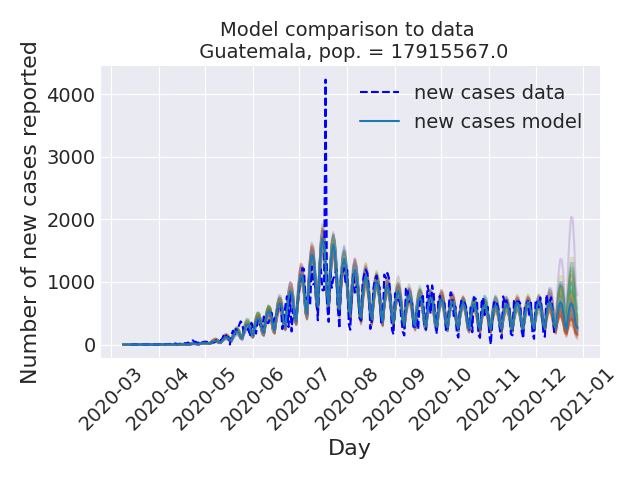 Model comparison to data
Guatemala, pop. = 17915567.0
new cases data
new cases model
Number of new cases reported
4000
3000
2000
1000
0
2020-03
2020-04
2020-05
2020-06
2020-07
2020-08
2020-09
2020-10
2020-11
2020-12
2021-01
Day